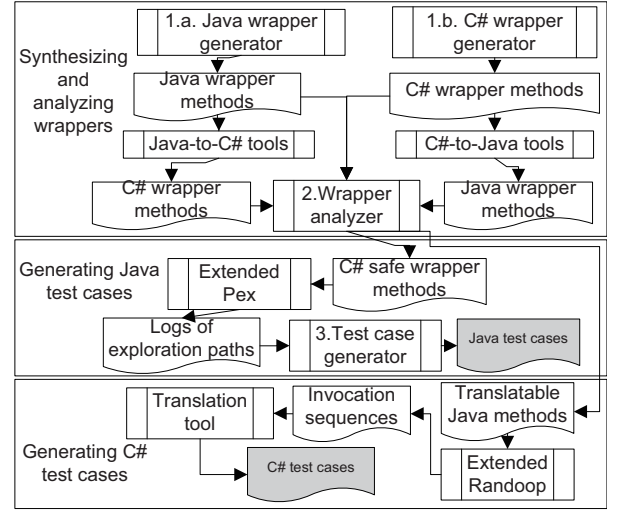 Synthesizing
and
analyzing
wrappers
1.a. Java wrapper
generator
1.b. C# wrapper
generator
Java wrapper
methods
C# wrapper methods
Java-to-C# tools
C#-to-Java tools
C# wrapper
methods
2.Wrapper
analyzer
Java wrapper
methods
Generating Java
test cases
Extended
Pex
C# safe wrapper
methods
Logs of
exploration paths
3.Test case
generator
Java test cases
Generating C#
test cases
Translation
tool
Invocation
sequences
Translatable
Java methods
C# test cases
Extended
Randoop